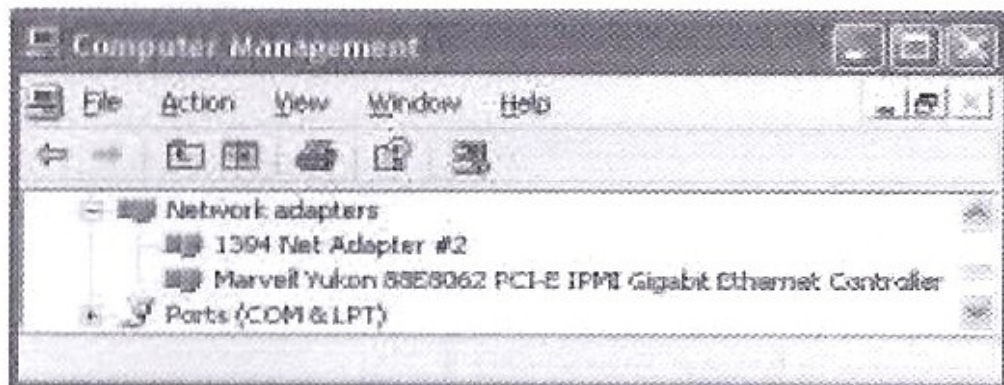 Computer Management
File Action View Window Help
Network adapters
1394 Net Adapter #2
Marvell Yukon 88E8062 PCI-E IPMI Gigabit Ethernet Controller
Ports (COM & LPT)